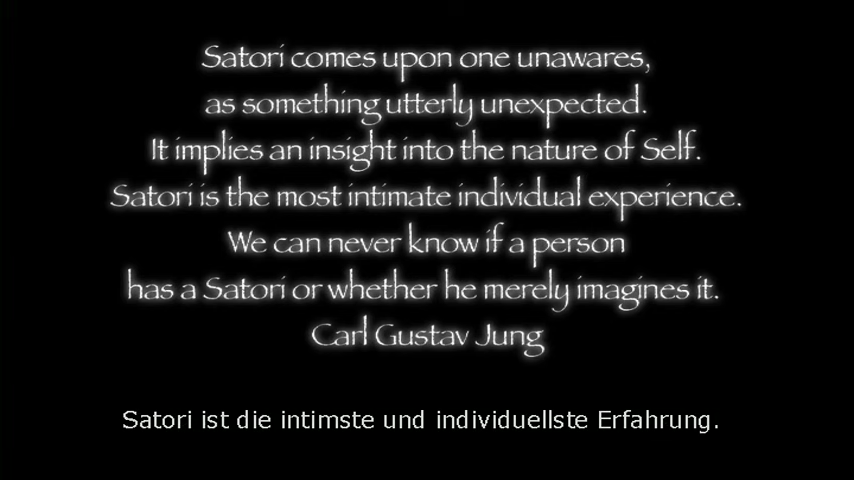 Satori comes upon one unawares,
as something utterly unexpected.
It implies an insight into the nature of Self.
Satori is the most intimate individual experience.
We can never know if a person
has a Satori or whether he merely imagines it.
Carl Gustav Jung
Satori ist die intimste und individuellste Erfahrung.